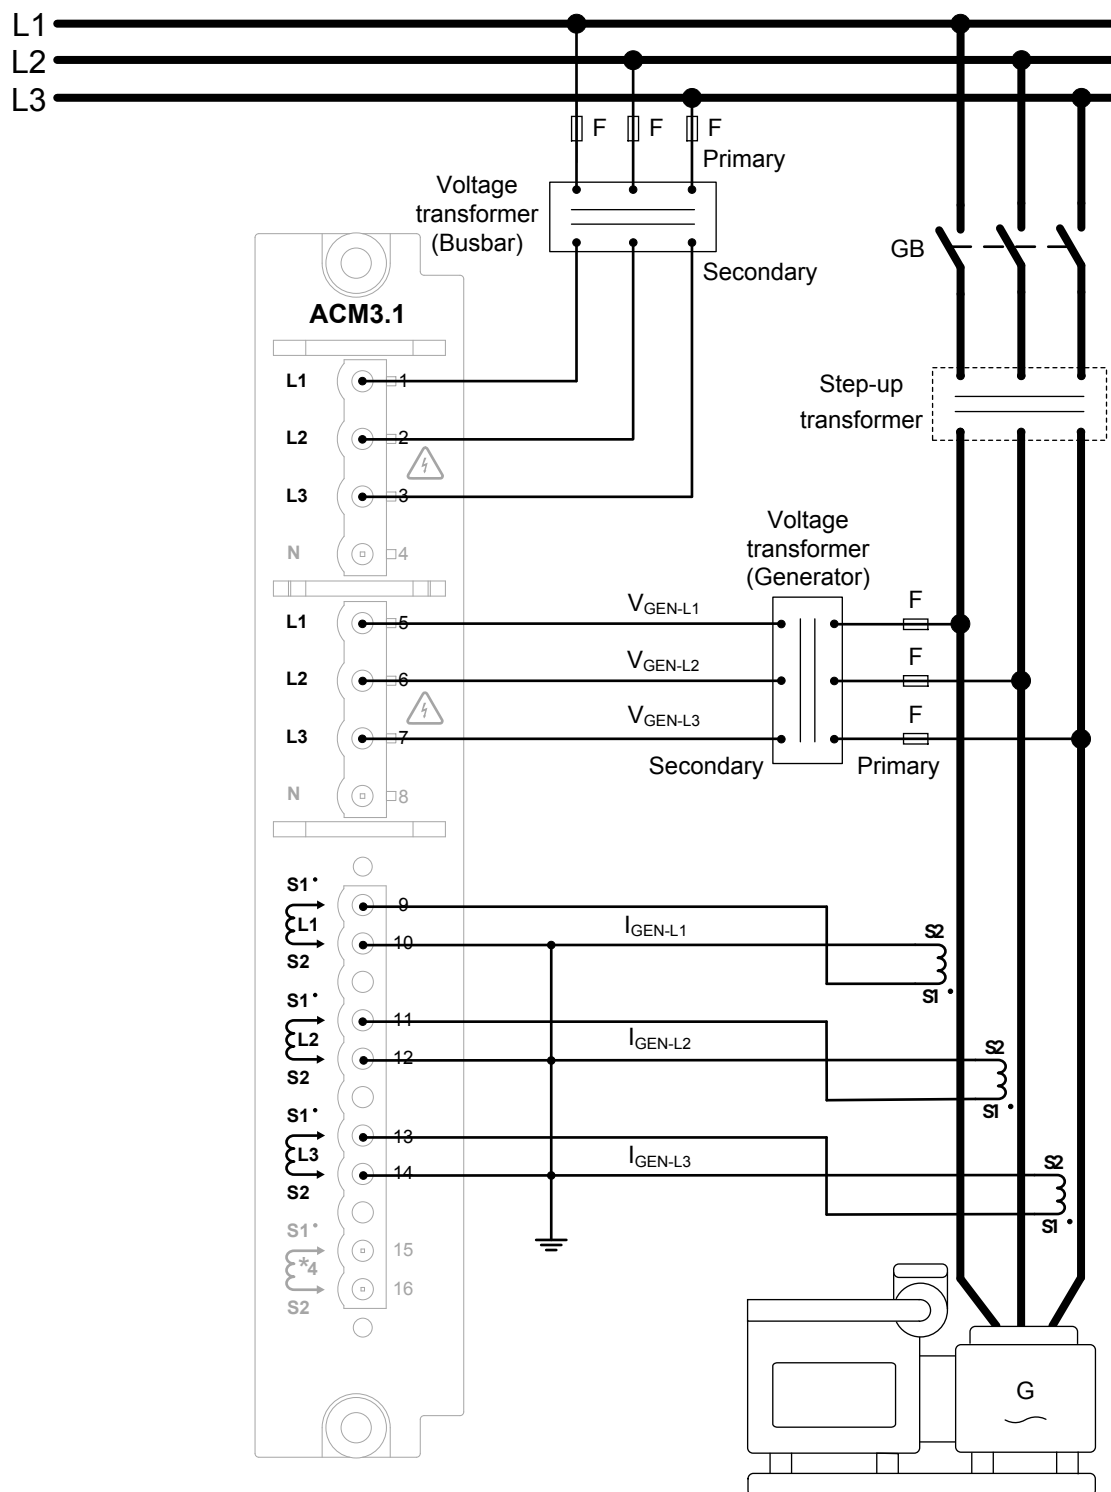 L1
L2
L3
F F F
Primary
Voltage
transformer
(Busbar)
Secondary
GB
ACM3.1
L1 1
L2 2
L3 3
N 4
Step-up
transformer
Voltage
transformer
(Generator)
L1 5 VGEN-L1 F
L2 6 VGEN-L2 F
L3 7 VGEN-L3 F
Secondary Primary
N 8
S1• 9
L1 IGEN-L1 S2
S2 10
S1 •
S1• 11
L2 IGEN-L2 S2
S2 12
S1 •
S1• 13
L3 IGEN-L3 S2
S2 14
S1 •
S1• 15
*4
S2 16
G